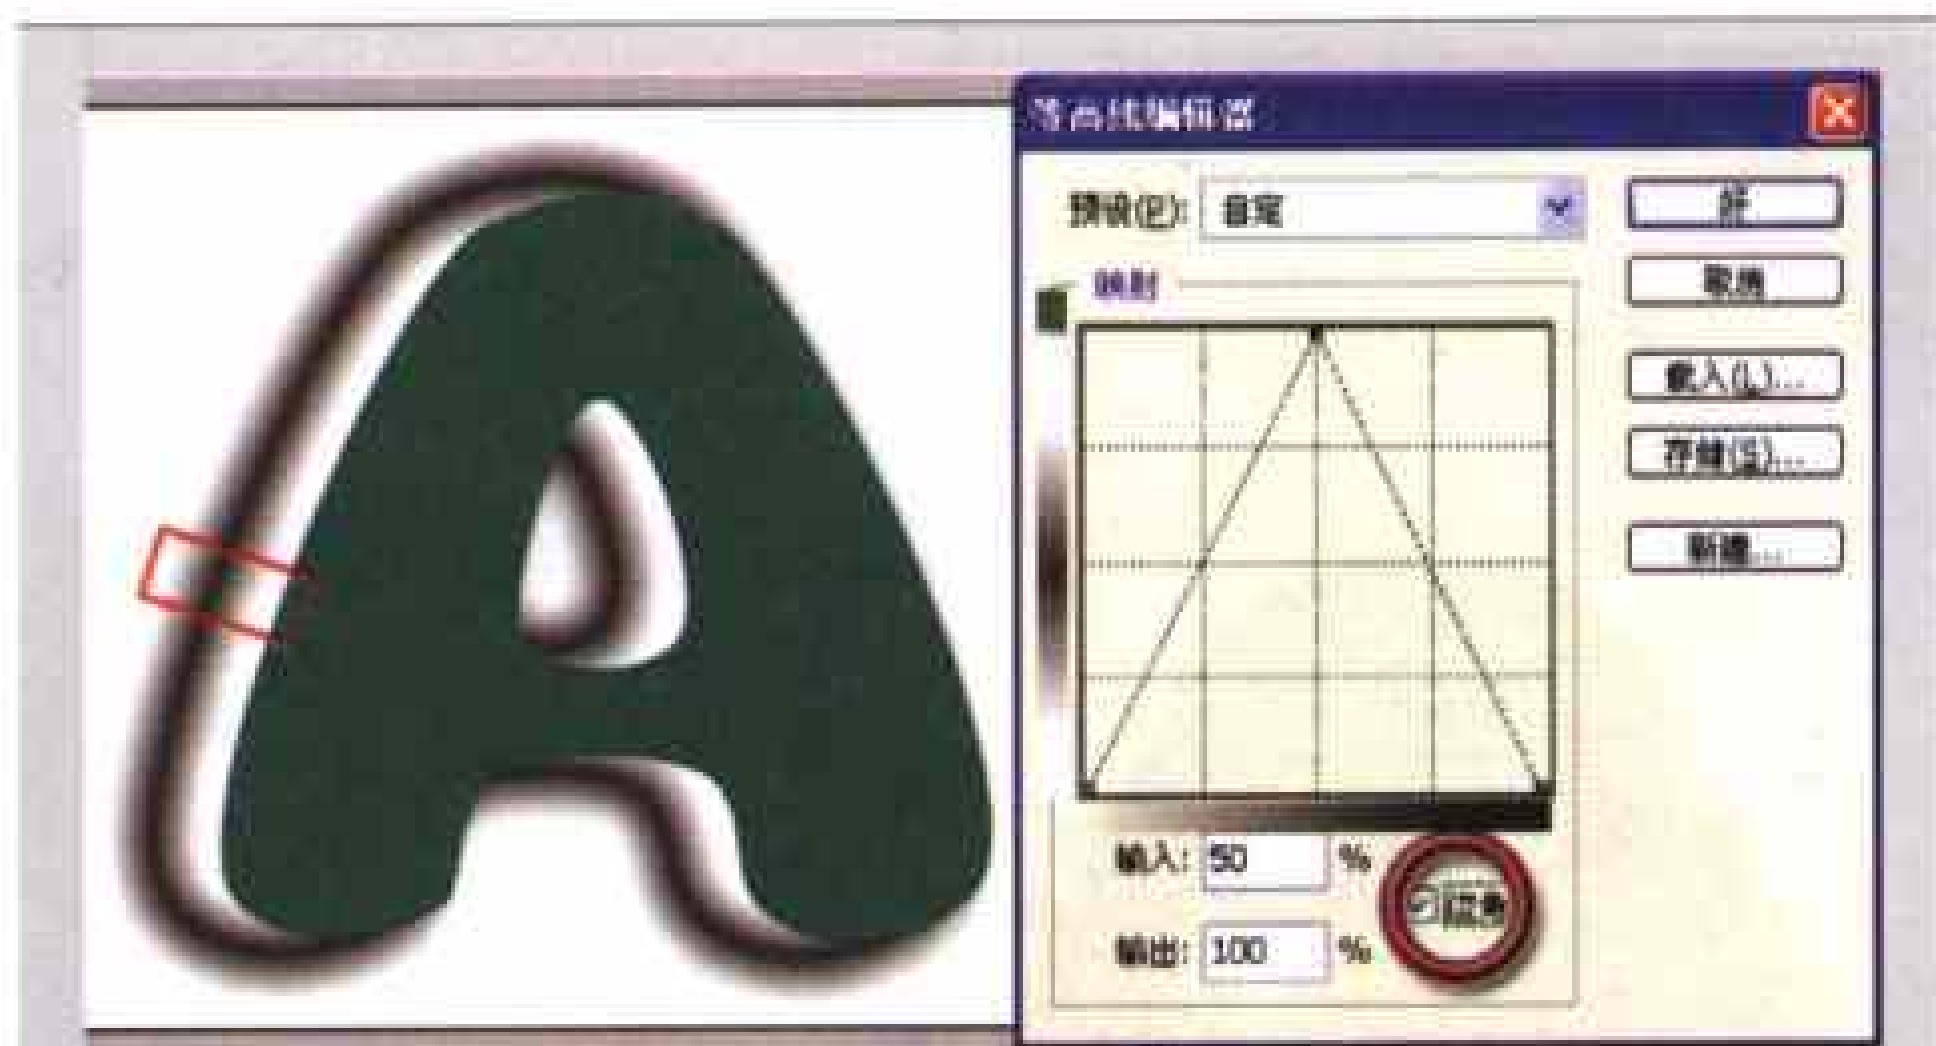 A
等高线编辑器
预设(P): 自定
好
取消
映射
载入(L)...
存储(S)...
新建...
输入: 50 %
边角
输出: 100 %